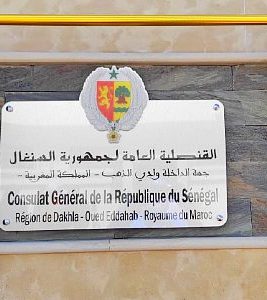 القنصلية العامة لجمهورية السنغال
جهة الداخلة وادي الذهب - المملكة المغربية -
Consulat Général de la République du Sénégal
Région de Dakhla - Oued Eddahab - Royaume du Maroc